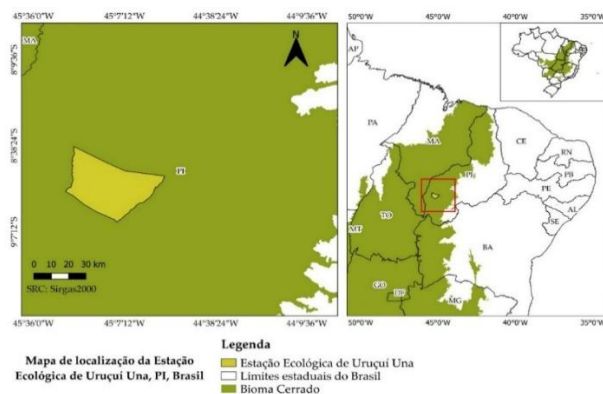 45°36'0"W 45°7'12"W 44°38'24"W 44°9'36"W
50°0'W 45°0'W 40°0'W
8°9'36"S
8°38'24"S
9°7'12"S
MA
N
PI
0 10 20 30 km
SRC: Sirgas2000
45°36'0"W 45°7'12"W 44°38'24"W 44°9'36"W
AP
PA
MA
CE
RN
PB
PI
PE
AL
SE
TO
MT
BA
GO
DF
MG
50°0'W 45°0'W 40°0'W
Mapa de localização da Estação
Ecológica de Uruçuí Una, PI, Brasil
Legenda
Estação Ecológica de Uruçuí Una
Limites estaduais do Brasil
Bioma Cerrado